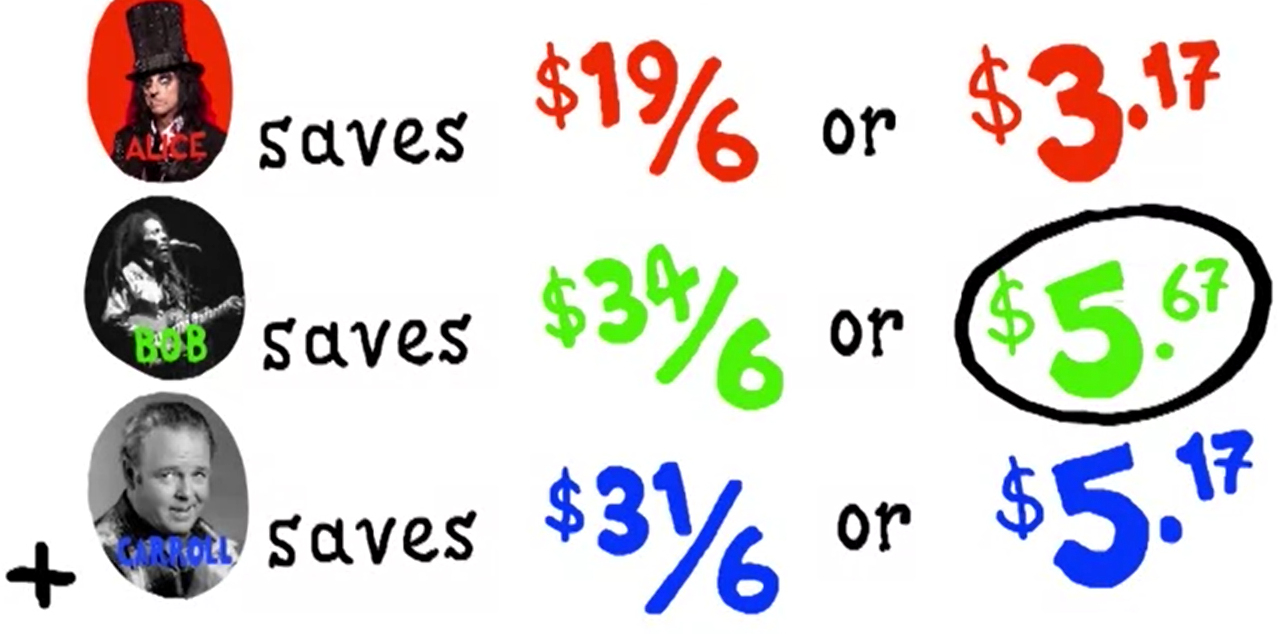 ALICE saves $19/6 or $3.17
BOB saves $34/6 or $5.67
+ CARROLL saves $31/6 or $5.17